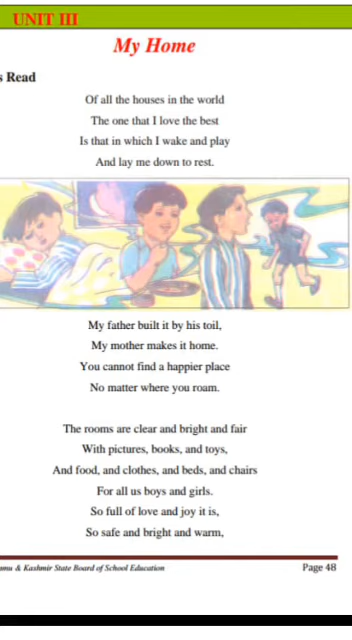 UNIT III
My Home
s Read
Of all the houses in the world
The one that I love the best
Is that in which I wake and play
And lay me down to rest.
My father built it by his toil,
My mother makes it home.
You cannot find a happier place
No matter where you roam.
The rooms are clear and bright and fair
With pictures, books, and toys,
And food, and clothes, and beds, and chairs
For all us boys and girls.
So full of love and joy it is,
So safe and bright and warm,
mu & Kashmir State Board of School Education Page 48